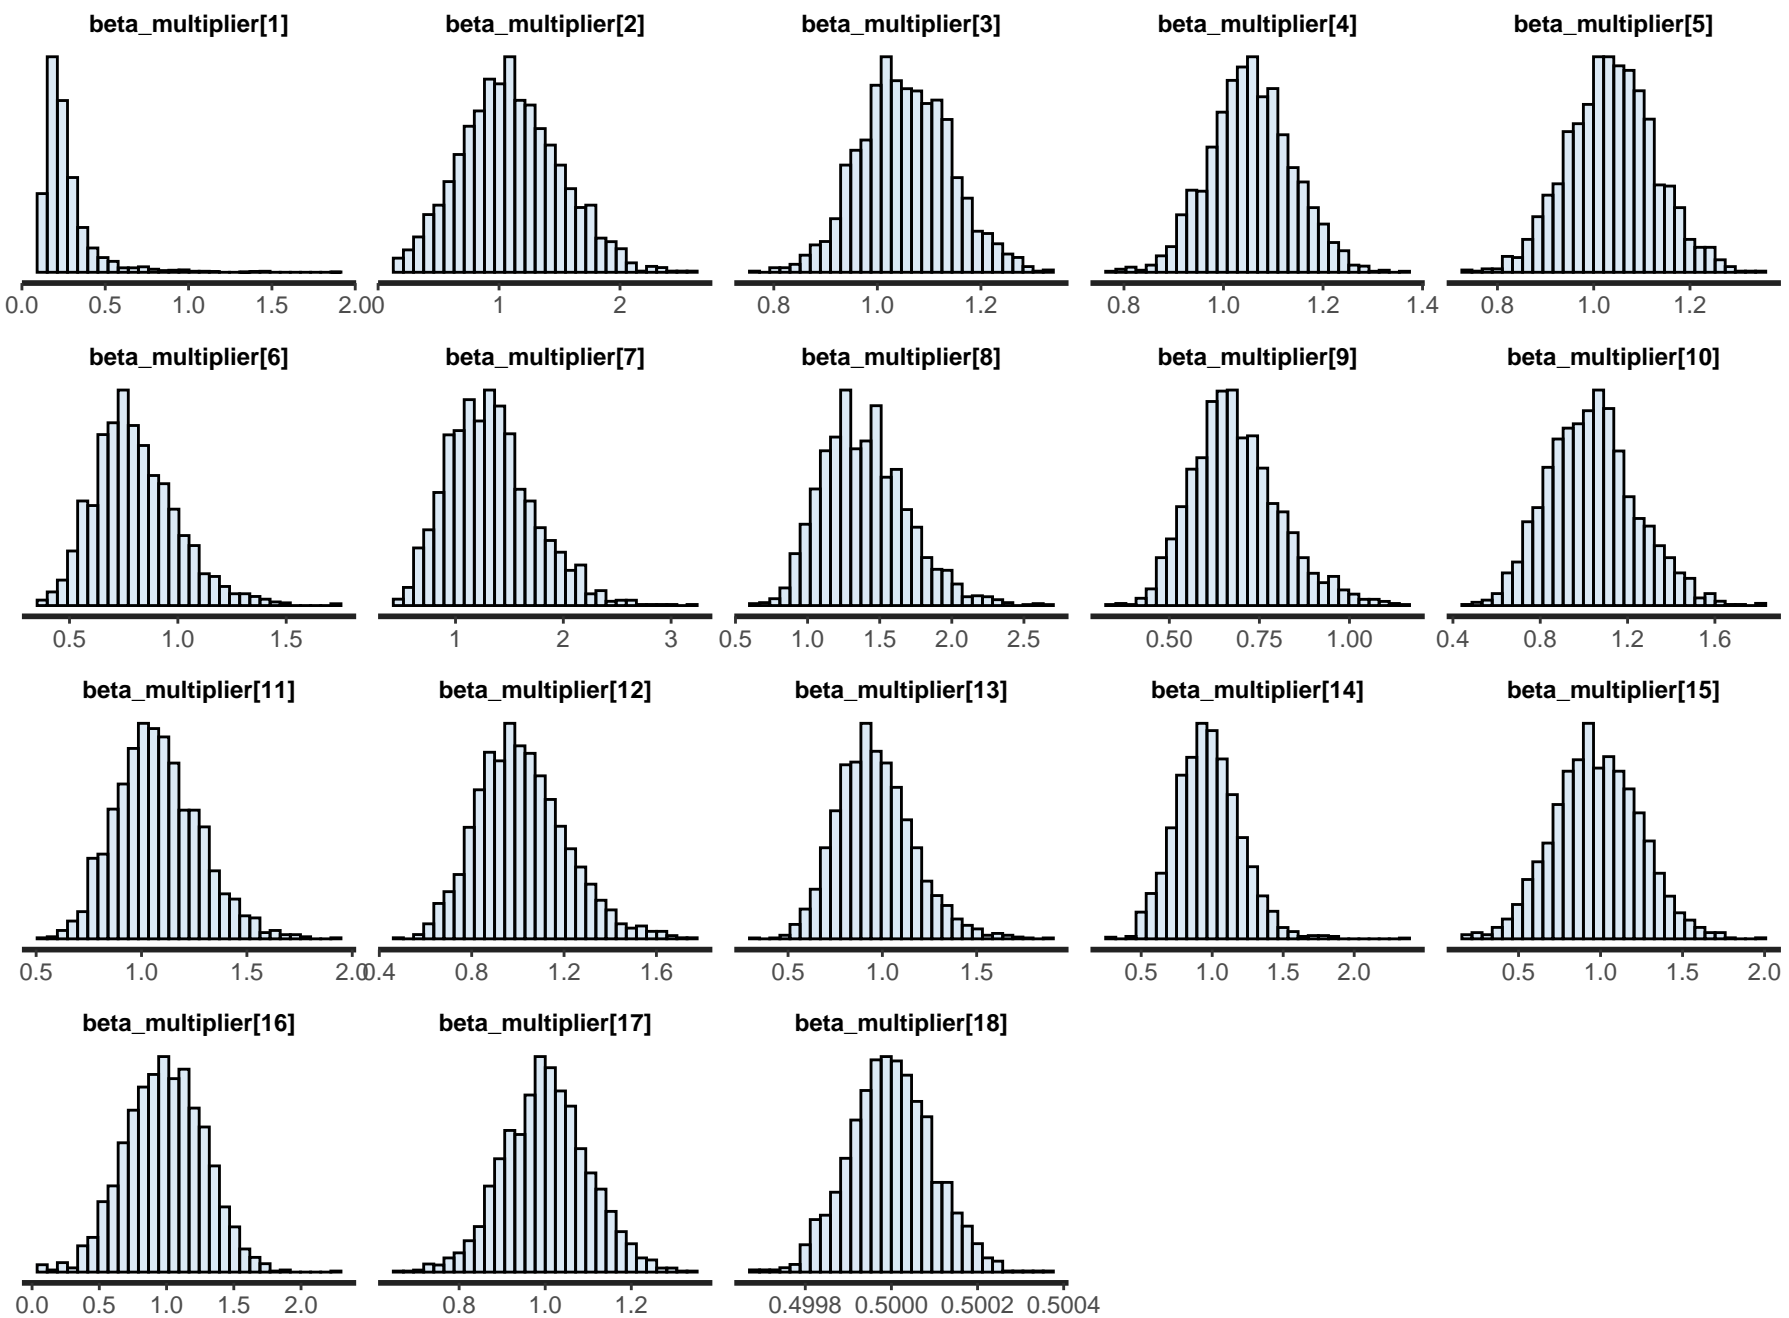 beta_multiplier[1] beta_multiplier[2] beta_multiplier[3] beta_multiplier[4] beta_multiplier[5]
0.0 0.5 1.0 1.5 2.0 0 1 2 0.8 1.0 1.2 0.8 1.0 1.2 1.4 0.8 1.0 1.2
beta_multiplier[6] beta_multiplier[7] beta_multiplier[8] beta_multiplier[9] beta_multiplier[10]
0.5 1.0 1.5 1 2 3 0.5 1.0 1.5 2.0 2.5 0.50 0.75 1.00 0.4 0.8 1.2 1.6
beta_multiplier[11] beta_multiplier[12] beta_multiplier[13] beta_multiplier[14] beta_multiplier[15]
0.5 1.0 1.5 2.0 0.4 0.8 1.2 1.6 0.5 1.0 1.5 0.5 1.0 1.5 2.0 0.5 1.0 1.5 2.0
beta_multiplier[16] beta_multiplier[17] beta_multiplier[18]
0.0 0.5 1.0 1.5 2.0 0.8 1.0 1.2 0.4998 0.5000 0.5002 0.5004